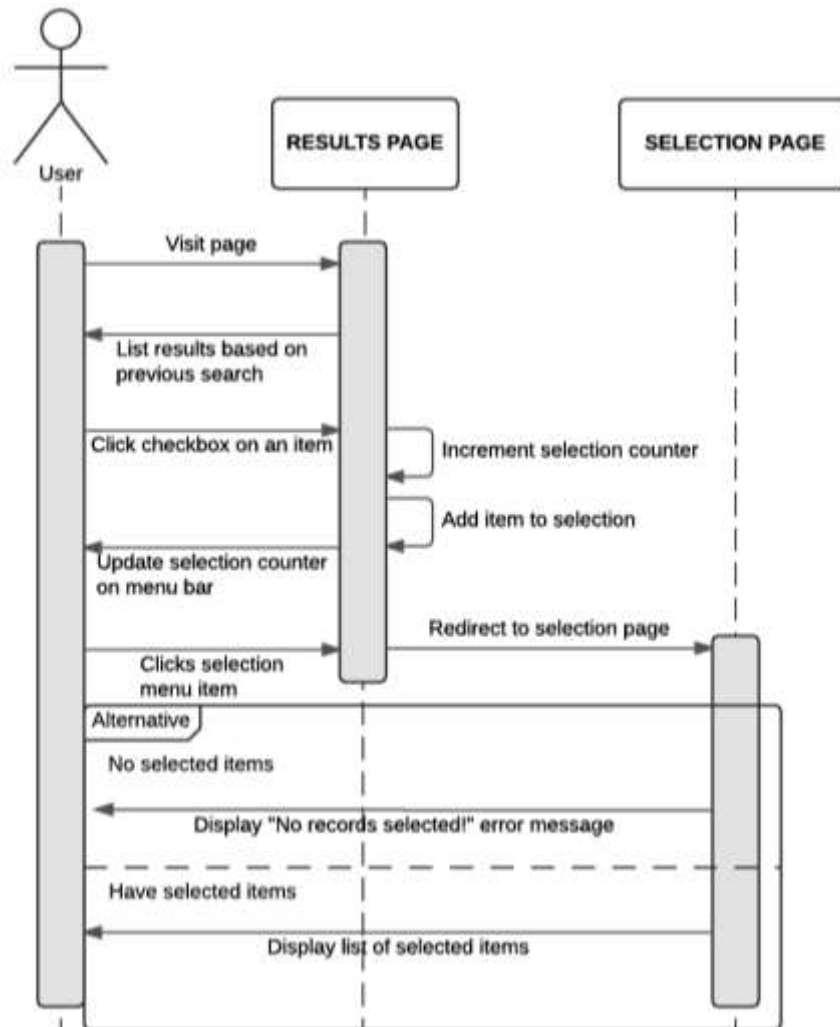 User
RESULTS PAGE
SELECTION PAGE
Visit page
List results based on
previous search
Click checkbox on an item
Increment selection counter
Add item to selection
Update selection counter
on menu bar
Redirect to selection page
Clicks selection
menu item
Alternative
No selected items
Display "No records selected!" error message
Have selected items
Display list of selected items